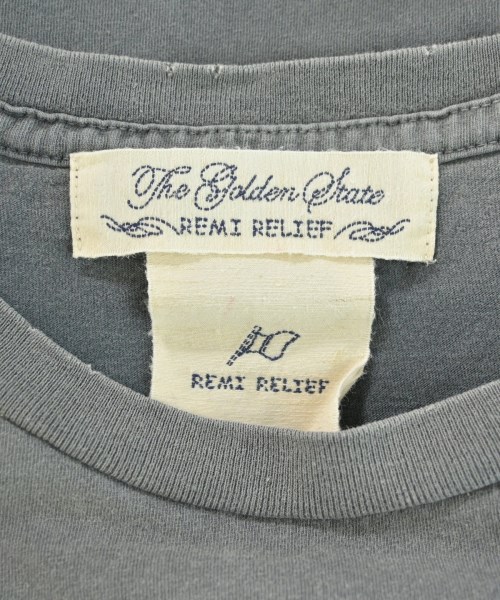 The Golden State
REMI RELIEF
REMI RELIEF